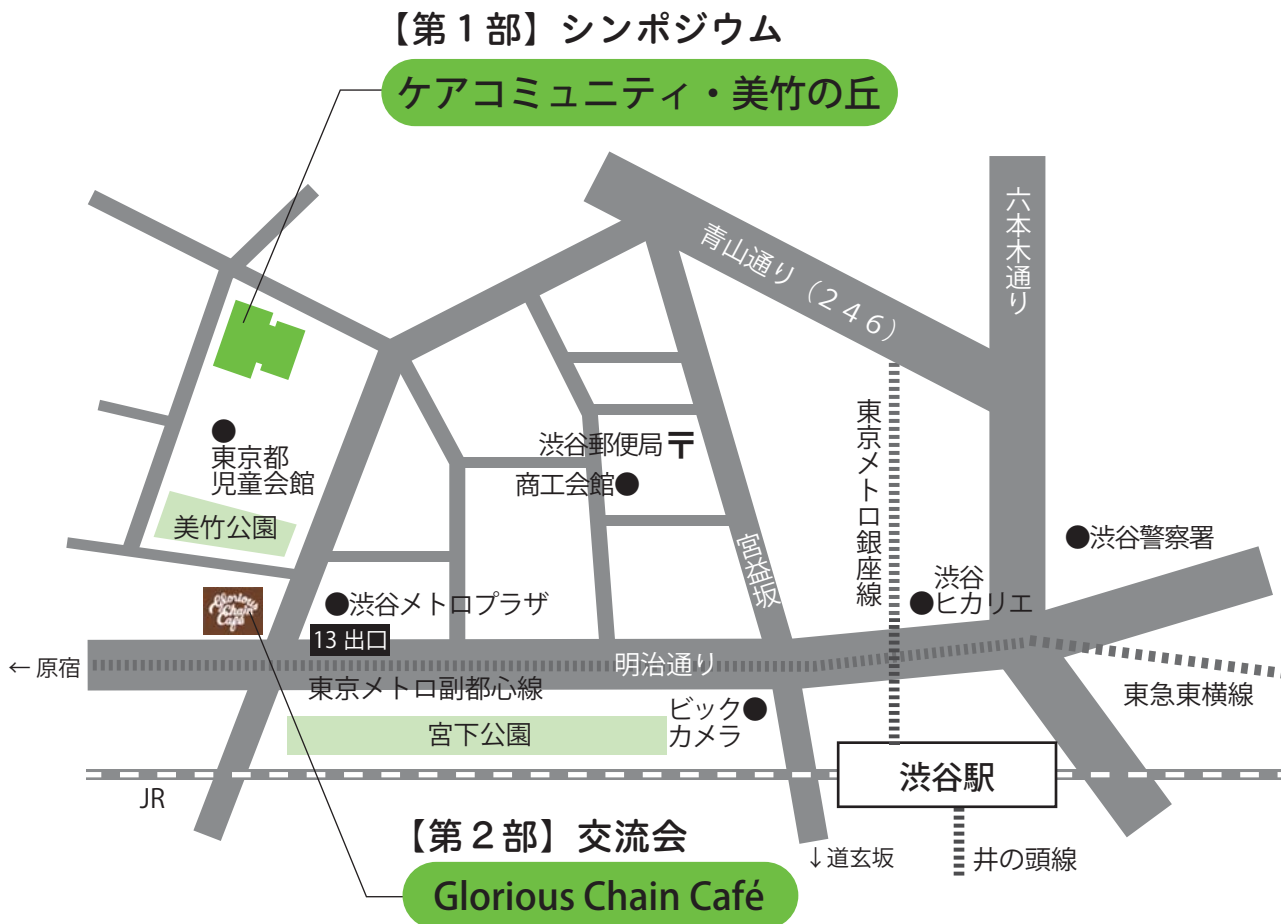 【第１部】シンポジウム
ケアコミュニティ・美竹の丘
六本木通り
青山通り（２４６）
東京メトロ銀座線
渋谷郵便局〒
商工会館
東京都
児童会館
美竹公園
宮益坂
渋谷警察署
渋谷
ヒカリエ
Glorious
Chain
Café
渋谷メトロプラザ
13 出口
←原宿
明治通り
東京メトロ副都心線
東急東横線
ビック
カメラ
宮下公園
渋谷駅
JR
【第２部】交流会
↓道玄坂
井の頭線
Glorious Chain Café